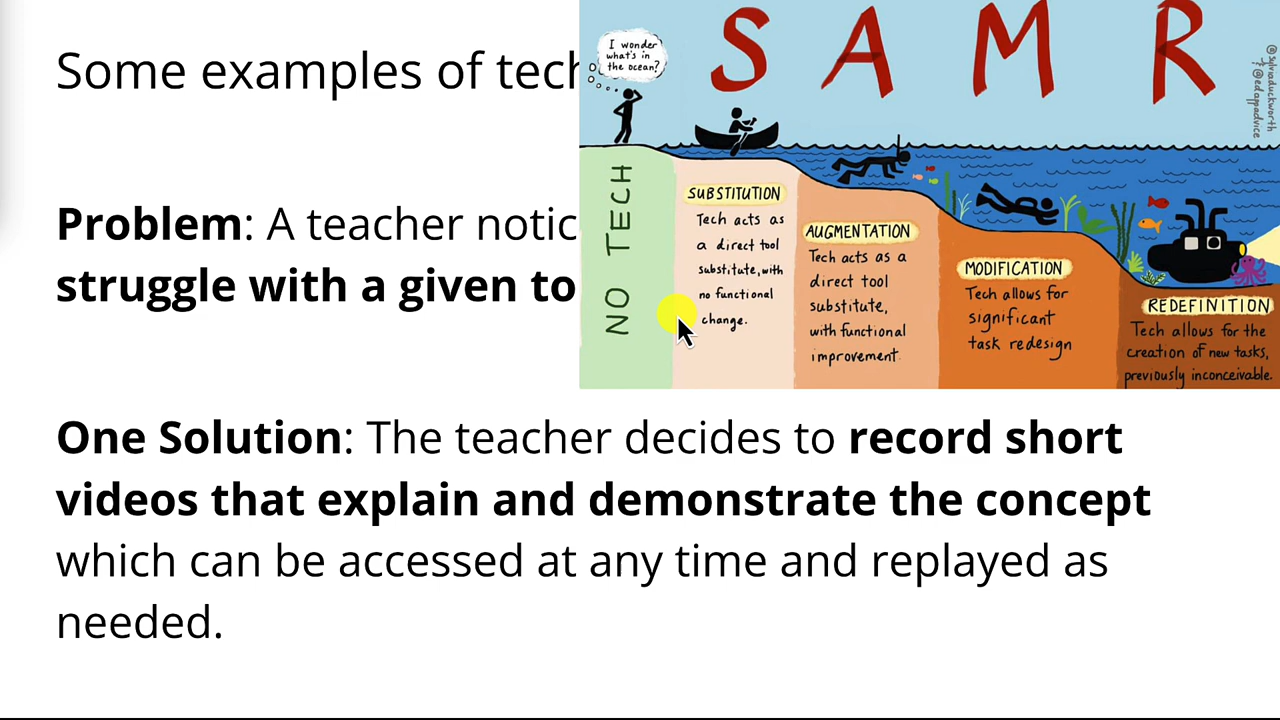 Some examples of tech
Problem: A teacher notic
struggle with a given to
One Solution: The teacher decides to record short
videos that explain and demonstrate the concept
which can be accessed at any time and replayed as
needed.
S A M R
I wonder
what's in
the ocean?
NO TECH
SUBSTITUTION
Tech acts as
a direct tool
substitute, with
no functional
change.
AUGMENTATION
Tech acts as a
direct tool
substitute,
with functional
improvement.
MODIFICATION
Tech allows for
significant
task redesign
REDEFINITION
Tech allows for the
creation of new tasks,
previously inconceivable.
@sylviaduckworth
@edappadvice